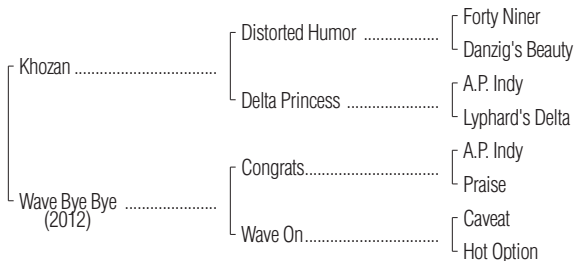 Forty Niner
Distorted Humor ..................
Danzig's Beauty
Khozan ..................................
A.P. Indy
Delta Princess ......................
Lyphard's Delta
A.P. Indy
Congrats................................
Praise
Wave Bye Bye ......................
(2012)
Caveat
Wave On................................
Hot Option